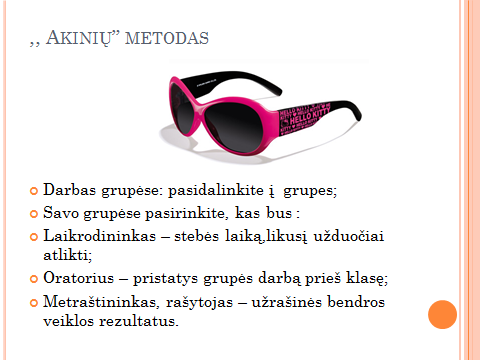 ,, Akinių” metodas
HELLO KITTY
Darbas grupėse: pasidalinkite į grupes;
Savo grupėse pasirinkite, kas bus :
Laikrodininkas – stebės laiką,likusį užduočiai
atlikti;
Oratorius – pristatys grupės darbą prieš klasę;
Metraštininkas, rašytojas – užrašinės bendros
veiklos rezultatus.